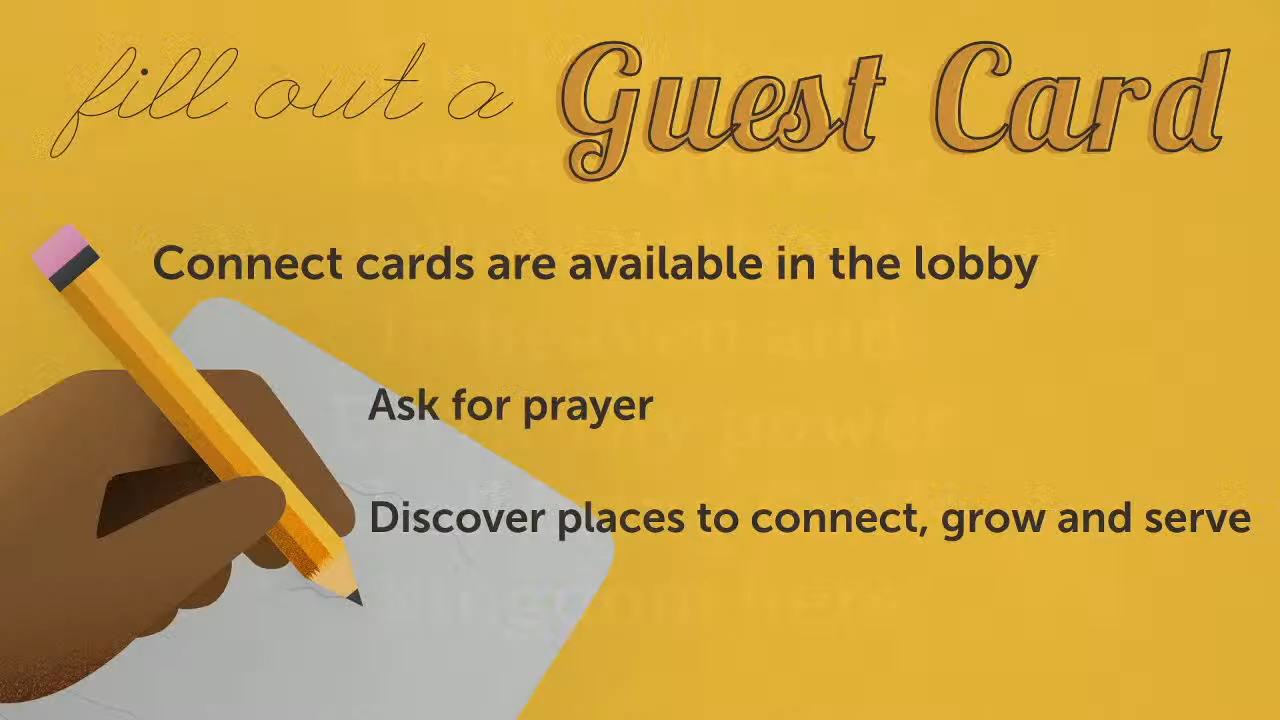 fill out a Guest Card
Connect cards are available in the lobby
Ask for prayer
Discover places to connect, grow and serve